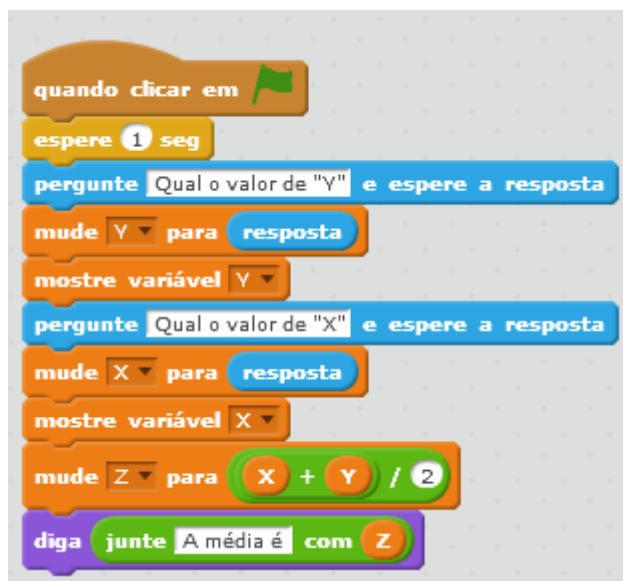 quando clicar em
espere 1 seg
pergunte Qual o valor de "Y" e espere a resposta
mude Y para resposta
mostre variável Y
pergunte Qual o valor de "X" e espere a resposta
mude X para resposta
mostre variável X
mude Z para X + Y / 2
diga junte A média é com Z